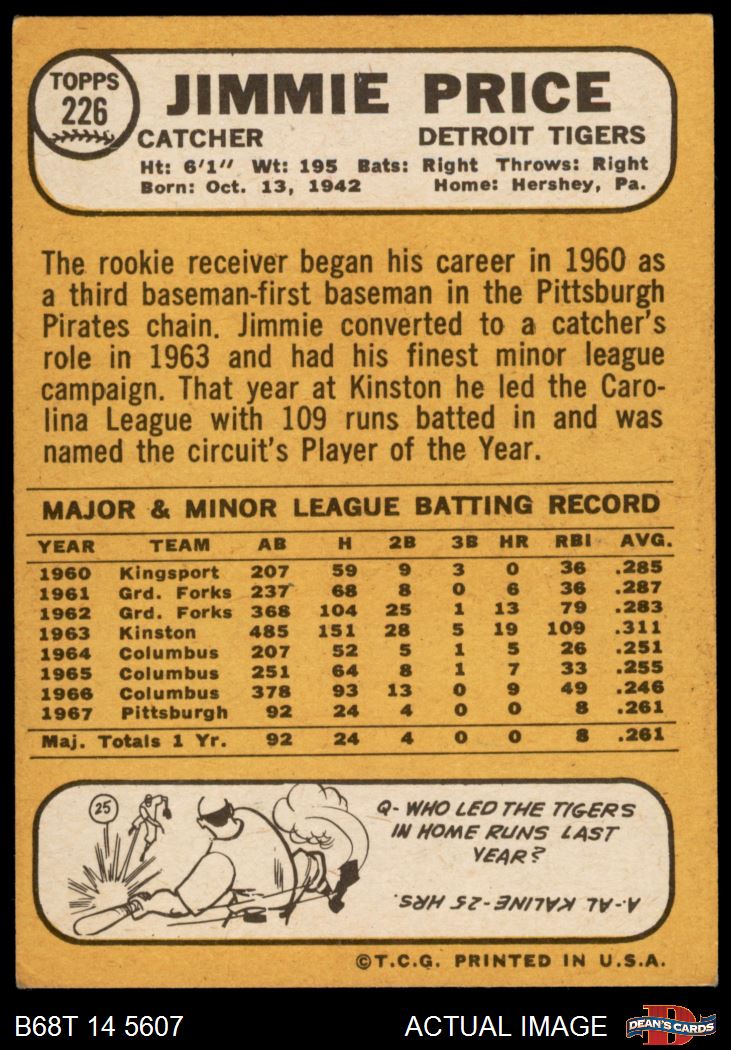 TOPPS
226
JIMMIE PRICE
CATCHER DETROIT TIGERS
Ht: 6'1" Wt: 195 Bats: Right Throws: Right
Born: Oct. 13, 1942 Home: Hershey, Pa.
The rookie receiver began his career in 1960 as
a third baseman-first baseman in the Pittsburgh
Pirates chain. Jimmie converted to a catcher's
role in 1963 and had his finest minor league
campaign. That year at Kinston he led the Caro-
lina League with 109 runs batted in and was
named the circuit's Player of the Year.
MAJOR & MINOR LEAGUE BATTING RECORD
YEAR TEAM AB H 2B 3B HR RBI AVG.
1960 Kingsport 207 59 9 3 0 36 .285
1961 Grd. Forks 237 68 8 0 6 36 .287
1962 Grd. Forks 368 104 25 1 13 79 .283
1963 Kinston 485 151 28 5 19 109 .311
1964 Columbus 207 52 5 1 5 26 .251
1965 Columbus 251 64 8 1 7 33 .255
1966 Columbus 378 93 13 0 9 49 .246
1967 Pittsburgh 92 24 4 0 0 8 .261
Maj. Totals 1 Yr. 92 24 4 0 0 8 .261
25
Q- WHO LED THE TIGERS
IN HOME RUNS LAST
YEAR?
A-AL KALINE-25 HRS.
©T.C.G. PRINTED IN U.S.A.
B68T 14 5607 ACTUAL IMAGE D DEAN'S CARDS